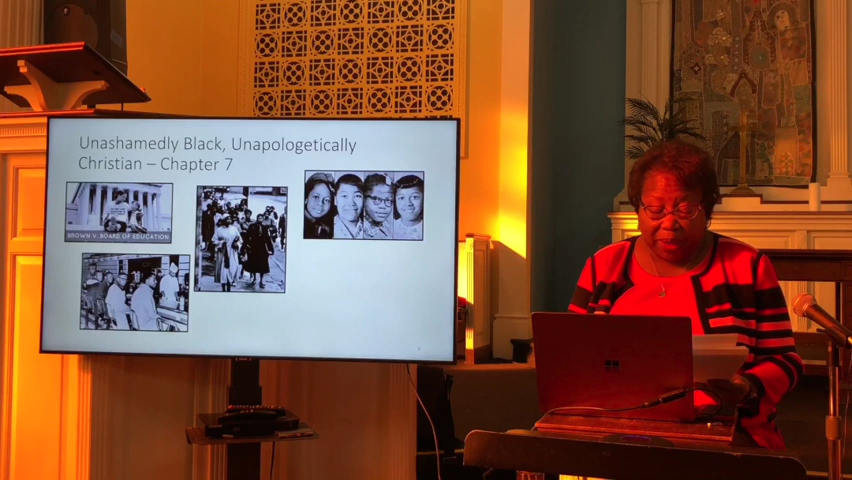 Unashamedly Black, Unapologetically
Christian – Chapter 7
BROWN V. BOARD OF EDUCATION